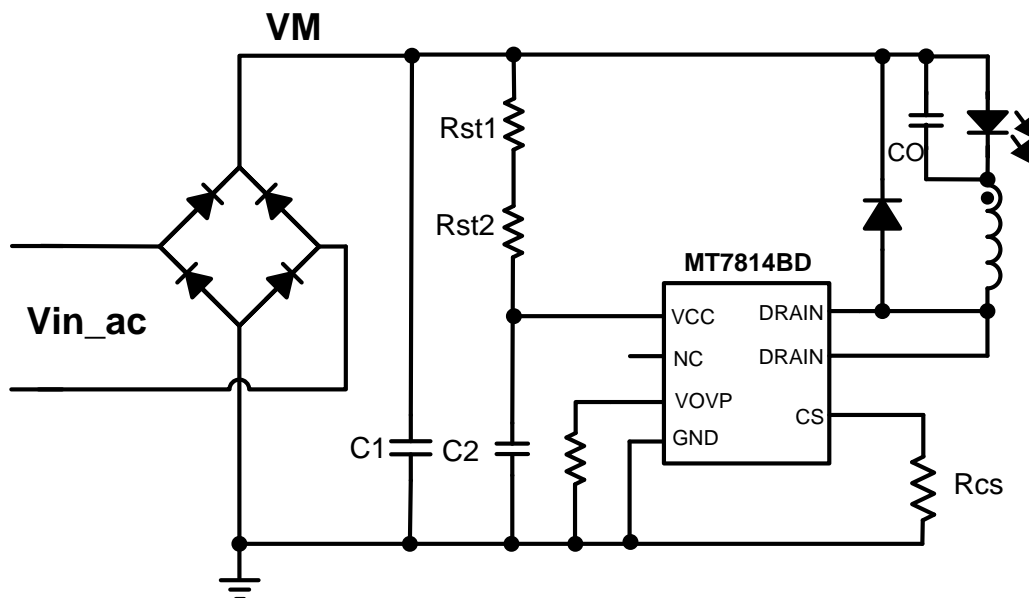 VM
Rst1
CO
Rst2
MT7814BD
Vin_ac
VCC
DRAIN
NC
DRAIN
VOVP
CS
GND
C1
C2
Rcs